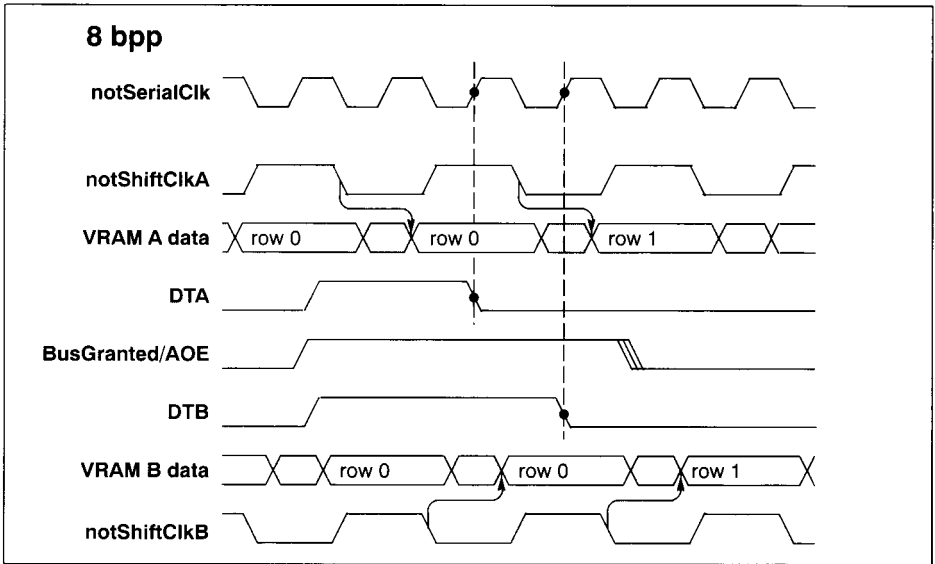 8 bpp
notSerialClk
notShiftClkA
VRAM A data
row 0
row 0
row 1
DTA
BusGranted/AOE
DTB
VRAM B data
row 0
row 0
row 1
notShiftClkB